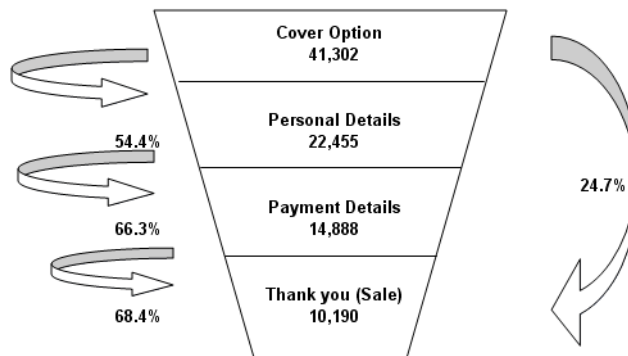 Cover Option
41,302
54.4%
Personal Details
22,455
24.7%
66.3%
Payment Details
14,888
68.4%
Thank you (Sale)
10,190